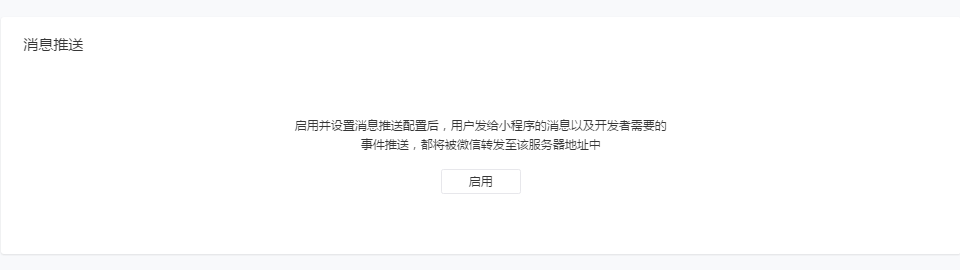 消息推送
启用并设置消息推送配置后，用户发给小程序的消息以及开发者需要的
事件推送，都将被微信转发至该服务器地址中
启用